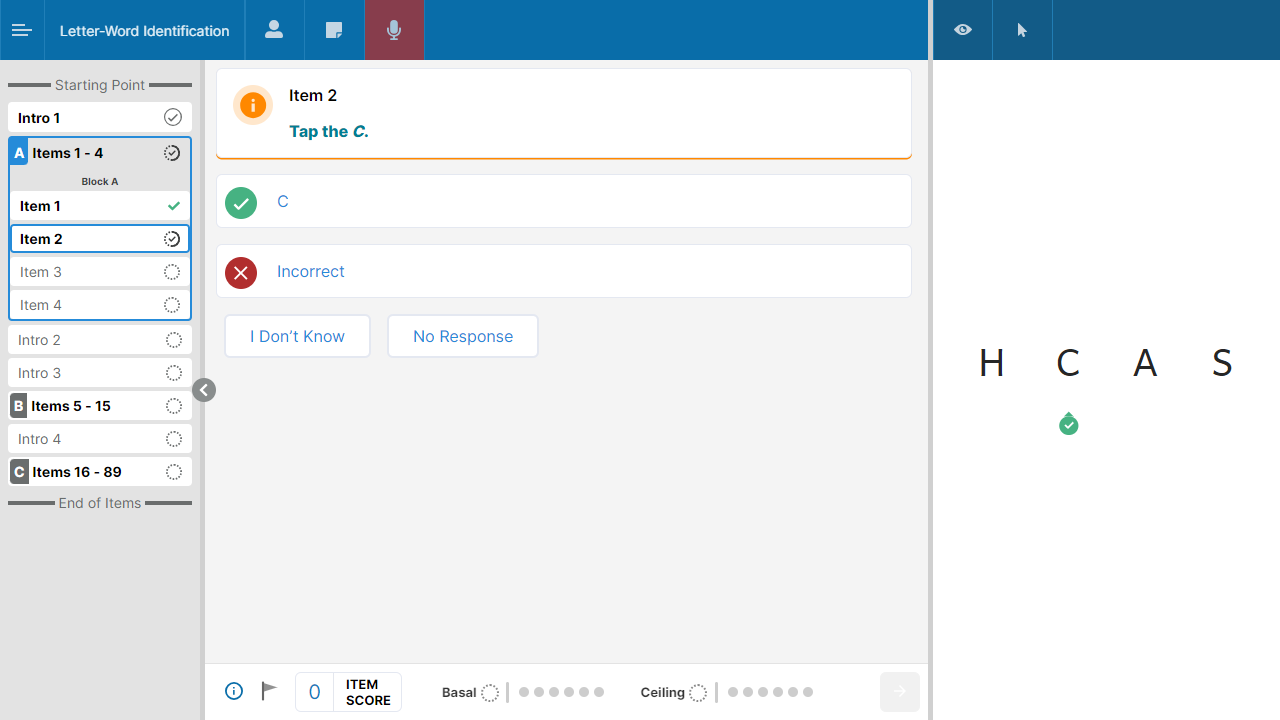 Letter-Word Identification
Starting Point
Intro 1
A Items 1 - 4
Block A
Item 1
Item 2
Item 3
Item 4
Intro 2
Intro 3
B Items 5 - 15
Intro 4
C Items 16 - 89
End of Items
Item 2
Tap the C.
C
Incorrect
I Don’t Know No Response
0 ITEM
SCORE
Basal Ceiling
H C A S